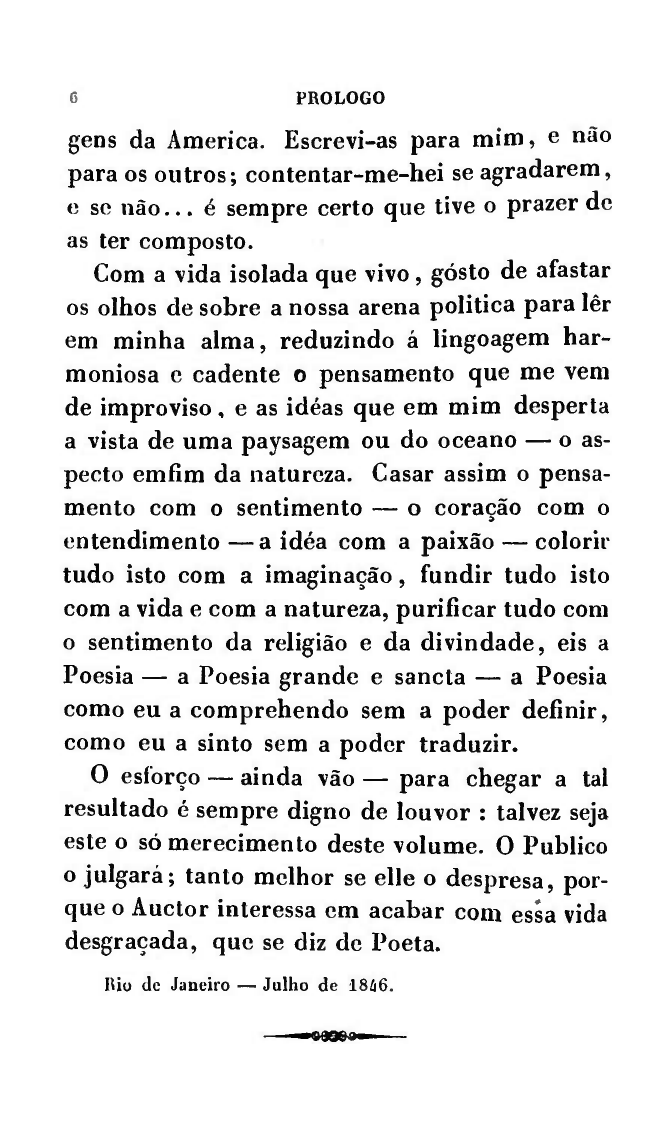 6 PROLOGO
gens da America. Escrevi-as para mim, e não
para os outros; contentar-me-hei se agradarem,
e se não... é sempre certo que tive o prazer de
as ter composto.
Com a vida isolada que vivo, gósto de afastar
os olhos de sobre a nossa arena politica para lêr
em minha alma, reduzindo á lingoagem har-
moniosa e cadente o pensamento que me vem
de improviso, e as idéas que em mim desperta
a vista de uma paysagem ou do oceano — o as-
pecto emfim da natureza. Casar assim o pensa-
mento com o sentimento — o coração com o
entendimento — a idéa com a paixão — colorir
tudo isto com a imaginação, fundir tudo isto
com a vida e com a natureza, purificar tudo com
o sentimento da religião e da divindade, eis a
Poesia — a Poesia grande e sancta — a Poesia
como eu a comprehendo sem a poder definir,
como eu a sinto sem a poder traduzir.
O esforço — ainda vão — para chegar a tal
resultado é sempre digno de louvor : talvez seja
este o só merecimento deste volume. O Publico
o julgará; tanto melhor se elle o despresa, por-
que o Auctor interessa em acabar com essa vida
desgraçada, que se diz de Poeta.
Rio de Janeiro — Julho de 1846.